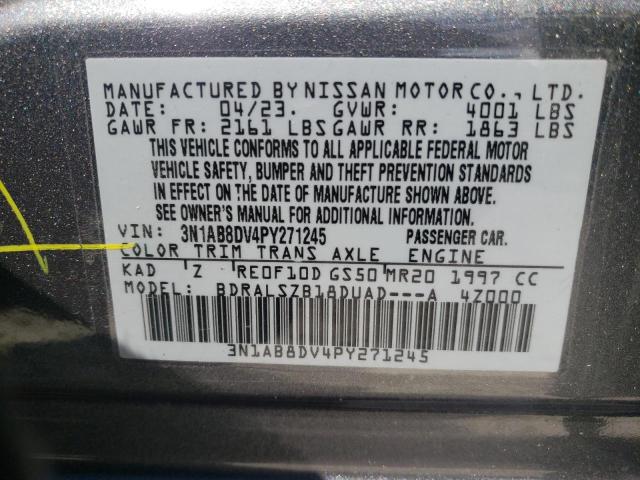 MANUFACTURED BY NISSAN MOTOR CO., LTD.
DATE: 04/23. GVWR: 4001 LBS
GAWR FR: 2161 LBS GAWR RR: 1863 LBS
THIS VEHICLE CONFORMS TO ALL APPLICABLE FEDERAL MOTOR
VEHICLE SAFETY, BUMPER AND THEFT PREVENTION STANDARDS
IN EFFECT ON THE DATE OF MANUFACTURE SHOWN ABOVE.
SEE OWNER'S MANUAL FOR ADDITIONAL INFORMATION.
VIN: 3N1AB8DV4PY271245 PASSENGER CAR.
COLOR TRIM TRANS AXLE ENGINE
KAD Z RE0F10D GS50 MR20 1997 CC
MODEL: BDRALSZB18DUAD---A 4Z000
3N1AB8DV4PY271245